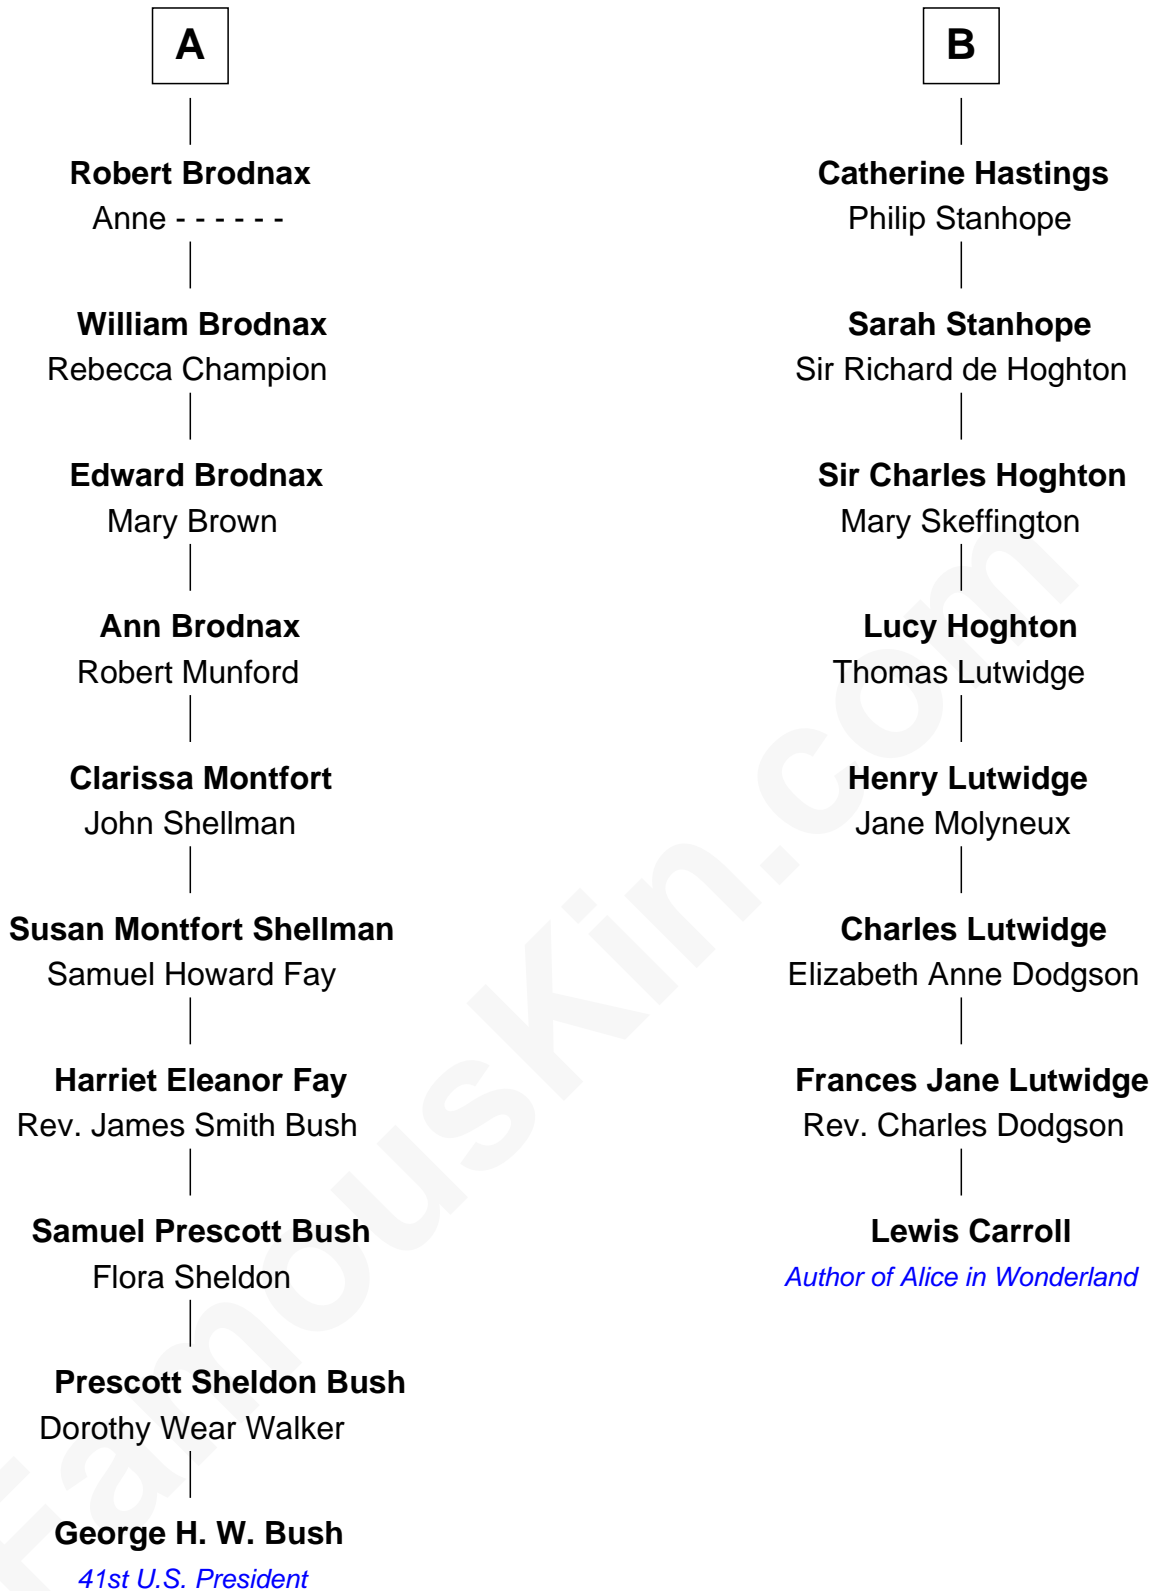 A
Robert Brodnax
Anne - - - - - -
William Brodnax
Rebecca Champion
Edward Brodnax
Mary Brown
Ann Brodnax
Robert Munford
Clarissa Montfort
John Shellman
Susan Montfort Shellman
Samuel Howard Fay
Harriet Eleanor Fay
Rev. James Smith Bush
Samuel Prescott Bush
Flora Sheldon
Prescott Sheldon Bush
Dorothy Wear Walker
George H. W. Bush
41st U.S. President
B
Catherine Hastings
Philip Stanhope
Sarah Stanhope
Sir Richard de Hoghton
Sir Charles Hoghton
Mary Skeffington
Lucy Hoghton
Thomas Lutwidge
Henry Lutwidge
Jane Molyneux
Charles Lutwidge
Elizabeth Anne Dodgson
Frances Jane Lutwidge
Rev. Charles Dodgson
Lewis Carroll
Author of Alice in Wonderland
FamousKin.com